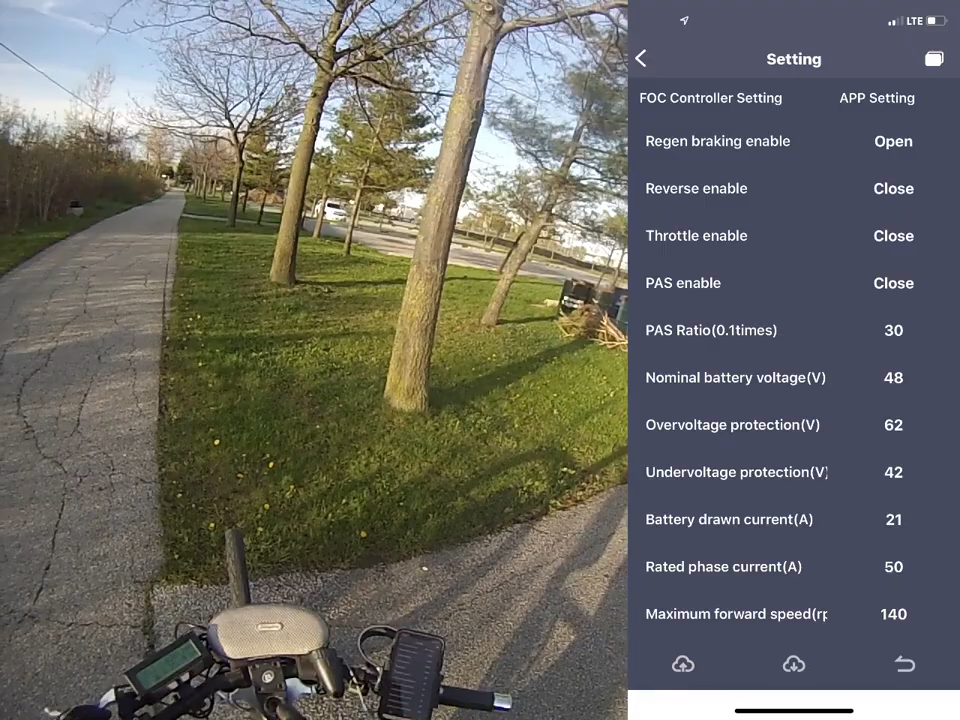 LTE
Setting
FOC Controller Setting APP Setting
Regen braking enable Open
Reverse enable Close
Throttle enable Close
PAS enable Close
PAS Ratio(0.1times) 30
Nominal battery voltage(V) 48
Overvoltage protection(V) 62
Undervoltage protection(V) 42
Battery drawn current(A) 21
Rated phase current(A) 50
Maximum forward speed(rp 140